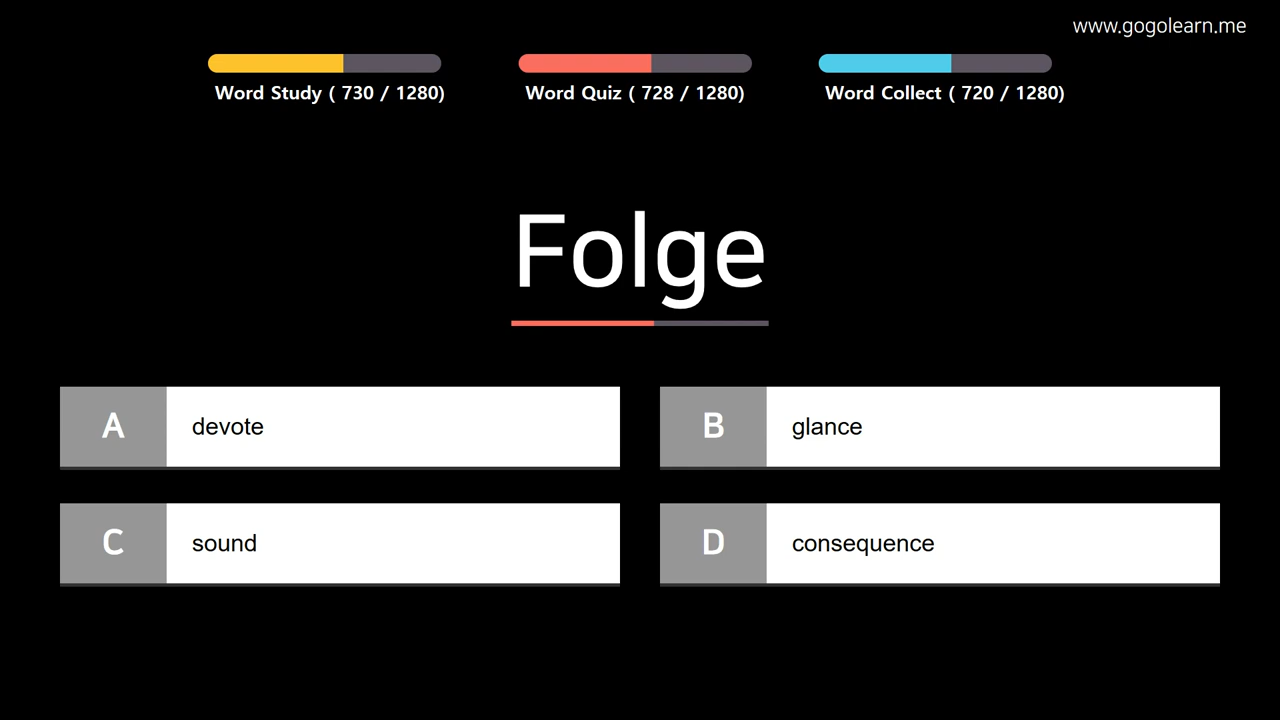 www.gogolearn.me
Word Study ( 730 / 1280)
Word Quiz ( 728 / 1280)
Word Collect ( 720 / 1280)
Folge
A devote
B glance
C sound
D consequence